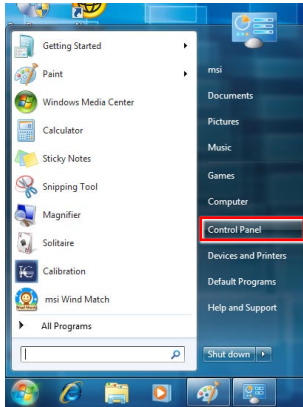 Getting Started
Paint
Windows Media Center
Calculator
Sticky Notes
Snipping Tool
Magnifier
Solitaire
Calibration
msi Wind Match
All Programs
msi
Documents
Pictures
Music
Games
Computer
Control Panel
Devices and Printers
Default Programs
Help and Support
Shut down